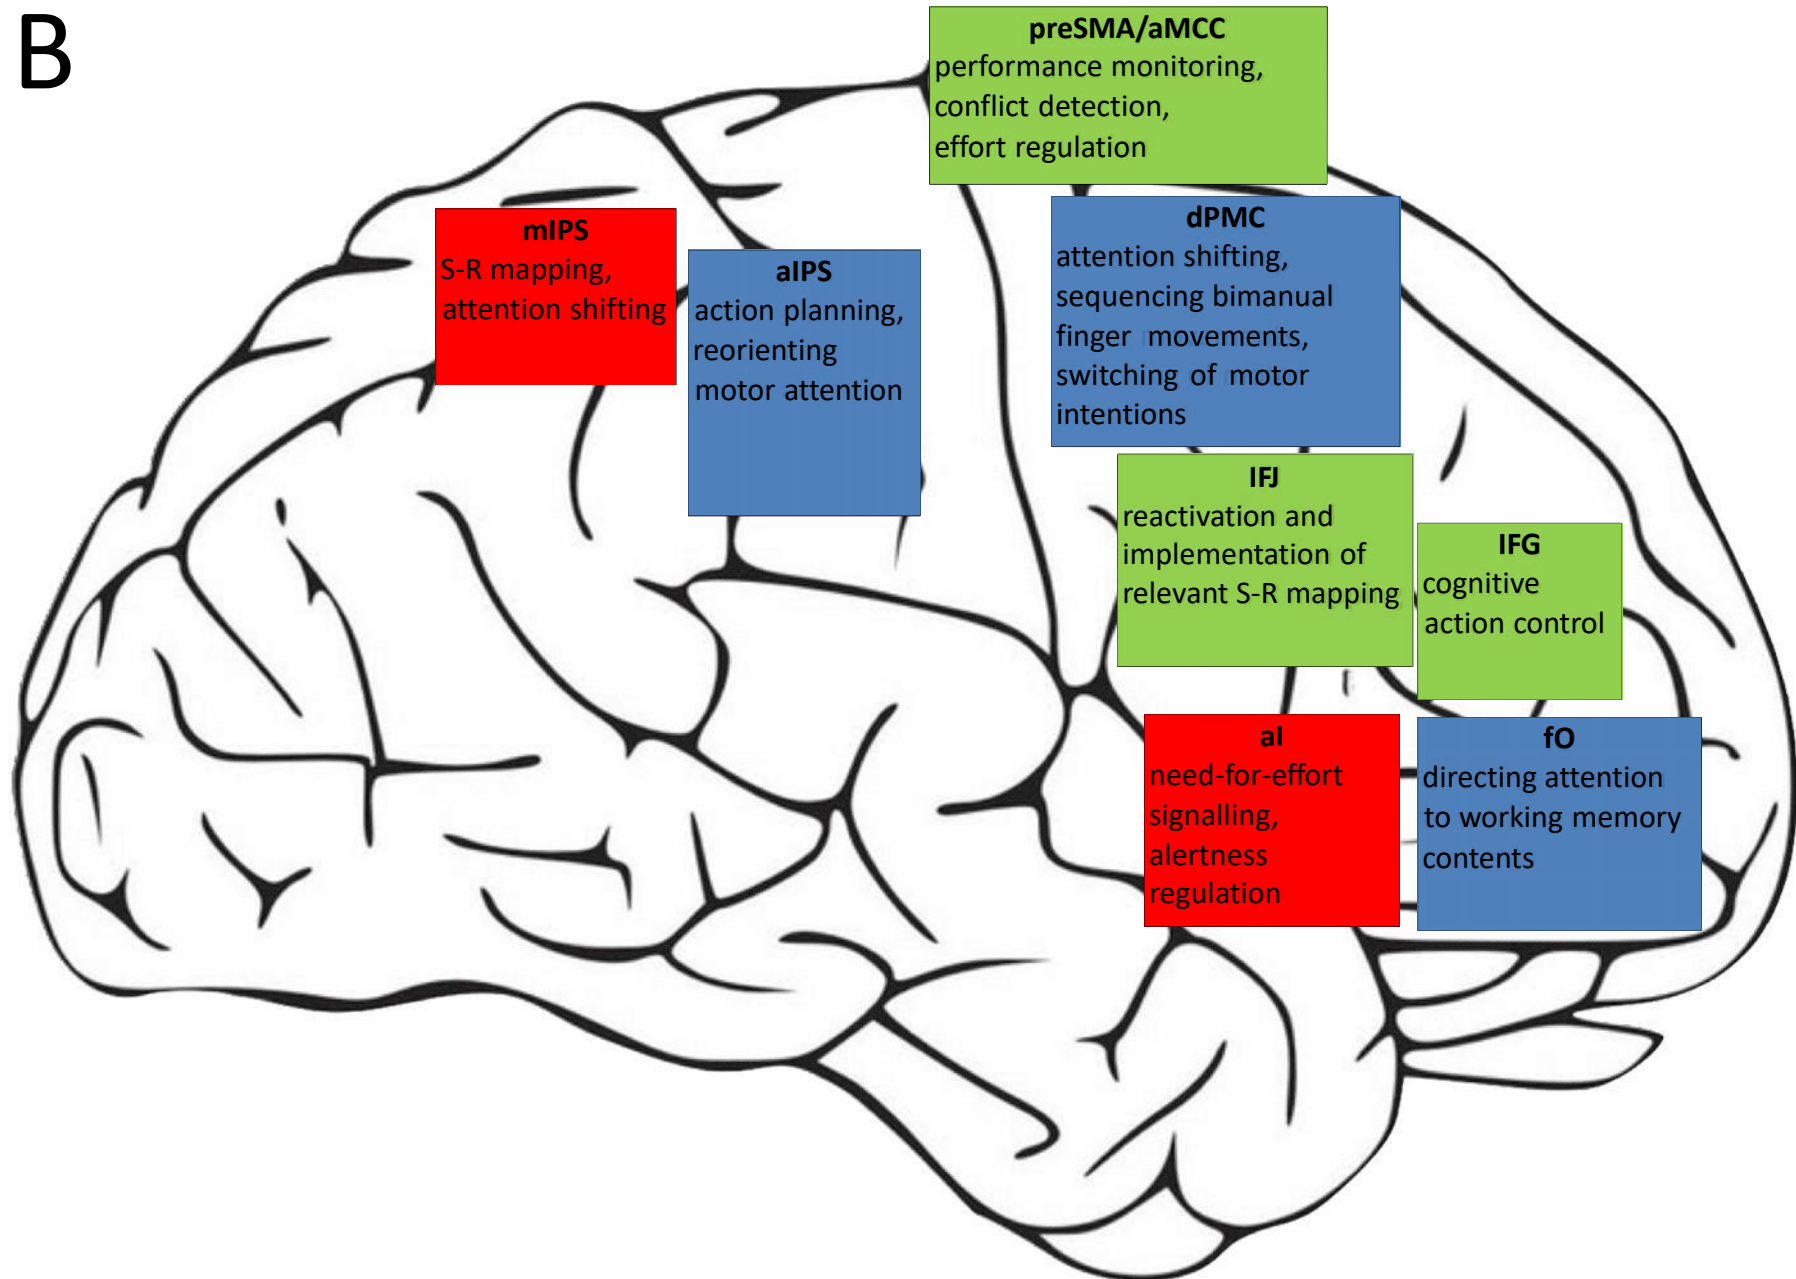 B
preSMA/aMCC
performance monitoring,
conflict detection,
effort regulation
mIPS
S-R mapping,
attention shifting
aIPS
action planning,
reorienting
motor attention
dPMC
attention shifting,
sequencing bimanual
finger movements,
switching of motor
intentions
IFJ
reactivation and
implementation of
relevant S-R mapping
IFG
cognitive
action control
aI
need-for-effort
signalling,
alertness
regulation
fO
directing attention
to working memory
contents